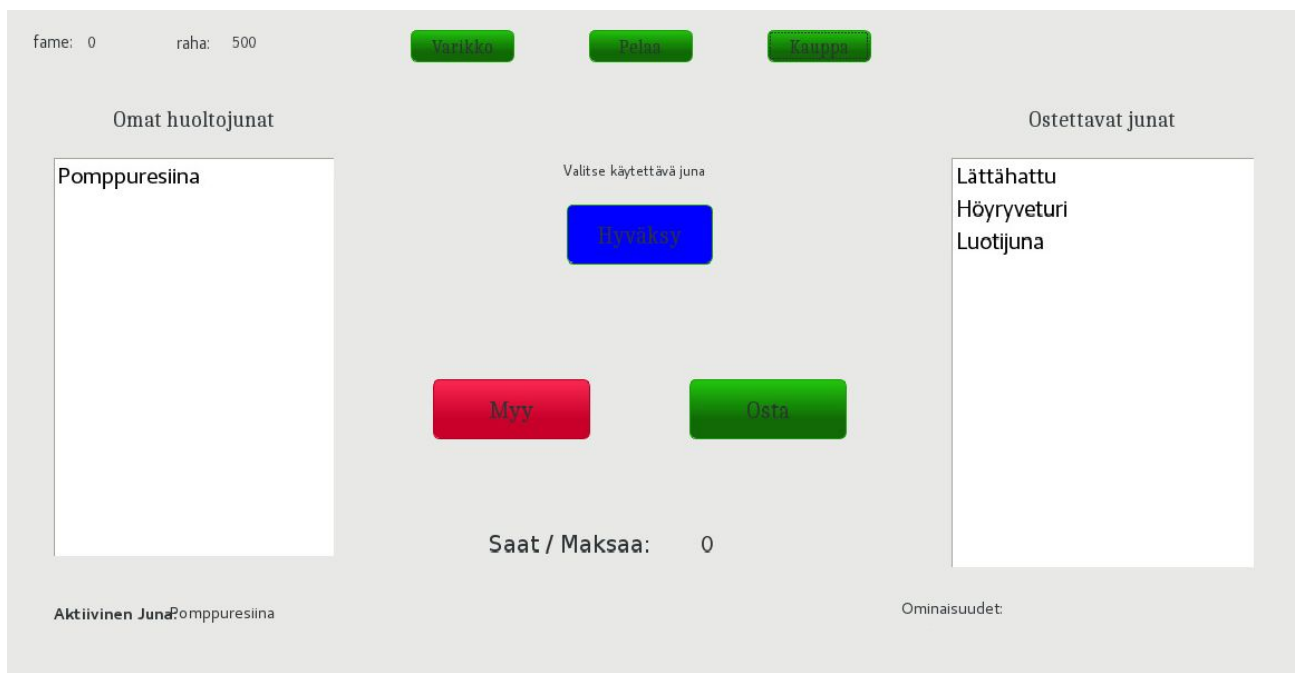 fame: 0 raha: 500 Varikko Pelaa Kauppa
Omat huoltojunat
Ostettavat junat
Pomppuresiina
Valitse käytettävä juna
Hyväksy
Lättähattu
Höyryveturi
Luotijuna
Myy Osta
Saat / Maksaa: 0
Aktiivinen Juna: Pomppuresiina
Ominaisuudet: